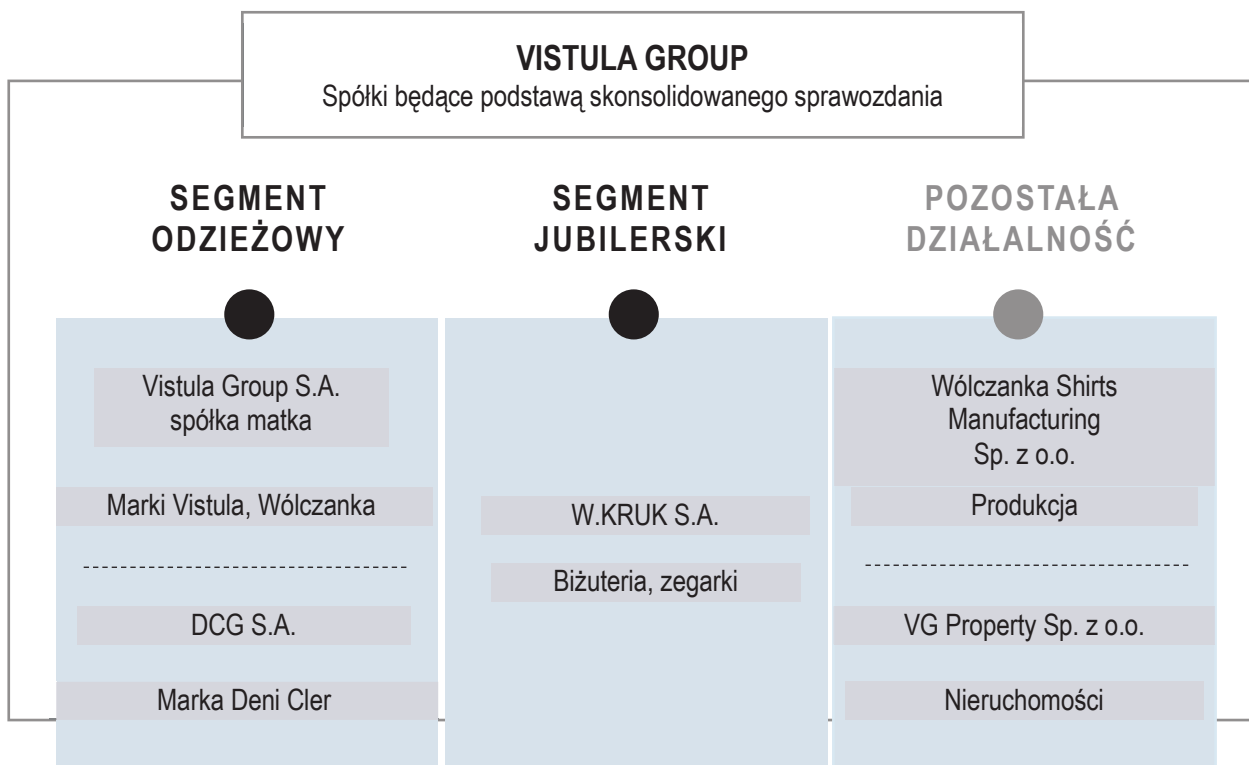 VISTULA GROUP
Spółki będące podstawą skonsolidowanego sprawozdania
SEGMENT
ODZIEŻOWY
Vistula Group S.A.
spółka matka
Marki Vistula, Wólczanka
DCG S.A.
Marka Deni Cler
SEGMENT
JUBILERSKI
W.KRUK S.A.
Biżuteria, zegarki
POZOSTAŁA
DZIAŁALNOŚĆ
Wólczanka Shirts
Manufacturing
Sp. z o.o.
Produkcja
VG Property Sp. z o.o.
Nieruchomości